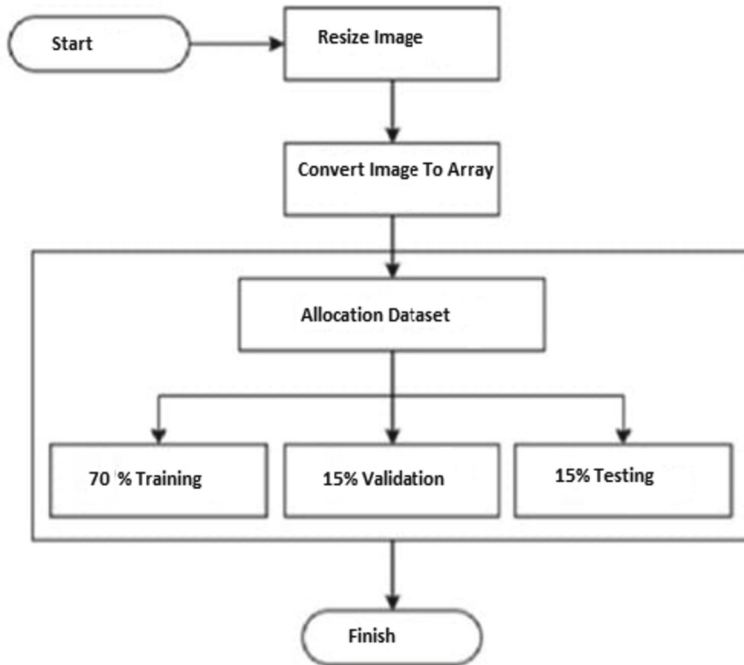 Start
Resize Image
Convert Image To Array
Allocation Dataset
70 % Training
15% Validation
15% Testing
Finish